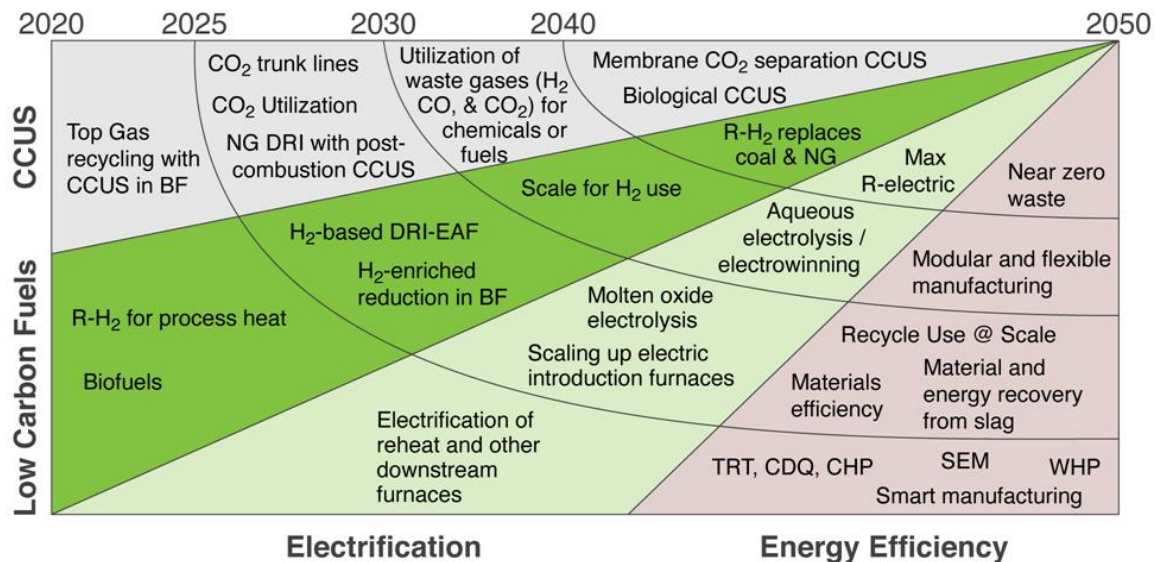 2020 2025 2030 2040 2050
CCUS
Top Gas
recycling with
CCUS in BF
CO₂ trunk lines
CO₂ Utilization
NG DRI with post-
combustion CCUS
Utilization of
waste gases (H₂
CO, & CO₂) for
chemicals or
fuels
Membrane CO₂ separation CCUS
Biological CCUS
Low Carbon Fuels
R-H₂ for process heat
Biofuels
H₂-based DRI-EAF
H₂-enriched
reduction in BF
Scale for H₂ use
R-H₂ replaces
coal & NG
Electrification of
reheat and other
downstream
furnaces
Molten oxide
electrolysis
Scaling up electric
introduction furnaces
Aqueous
electrolysis /
electrowinning
Max
R-electric
Near zero
waste
Modular and flexible
manufacturing
Recycle Use @ Scale
Materials
efficiency
Material and
energy recovery
from slag
TRT, CDQ, CHP
SEM
WHP
Smart manufacturing
Electrification
Energy Efficiency